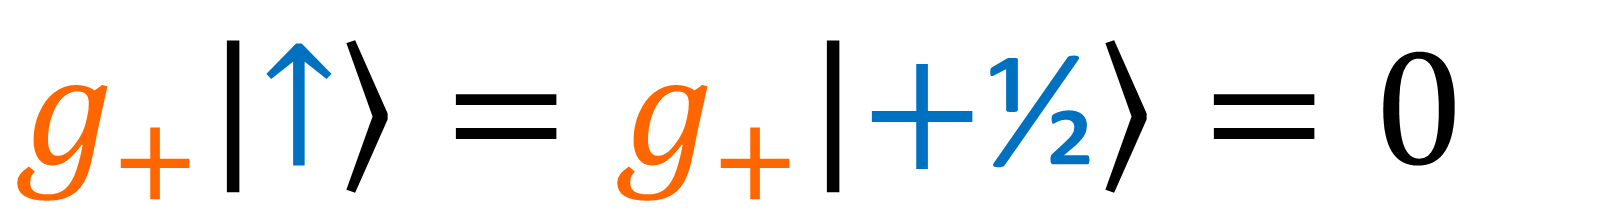 g₊|↑⟩ = g₊|+½⟩ = 0